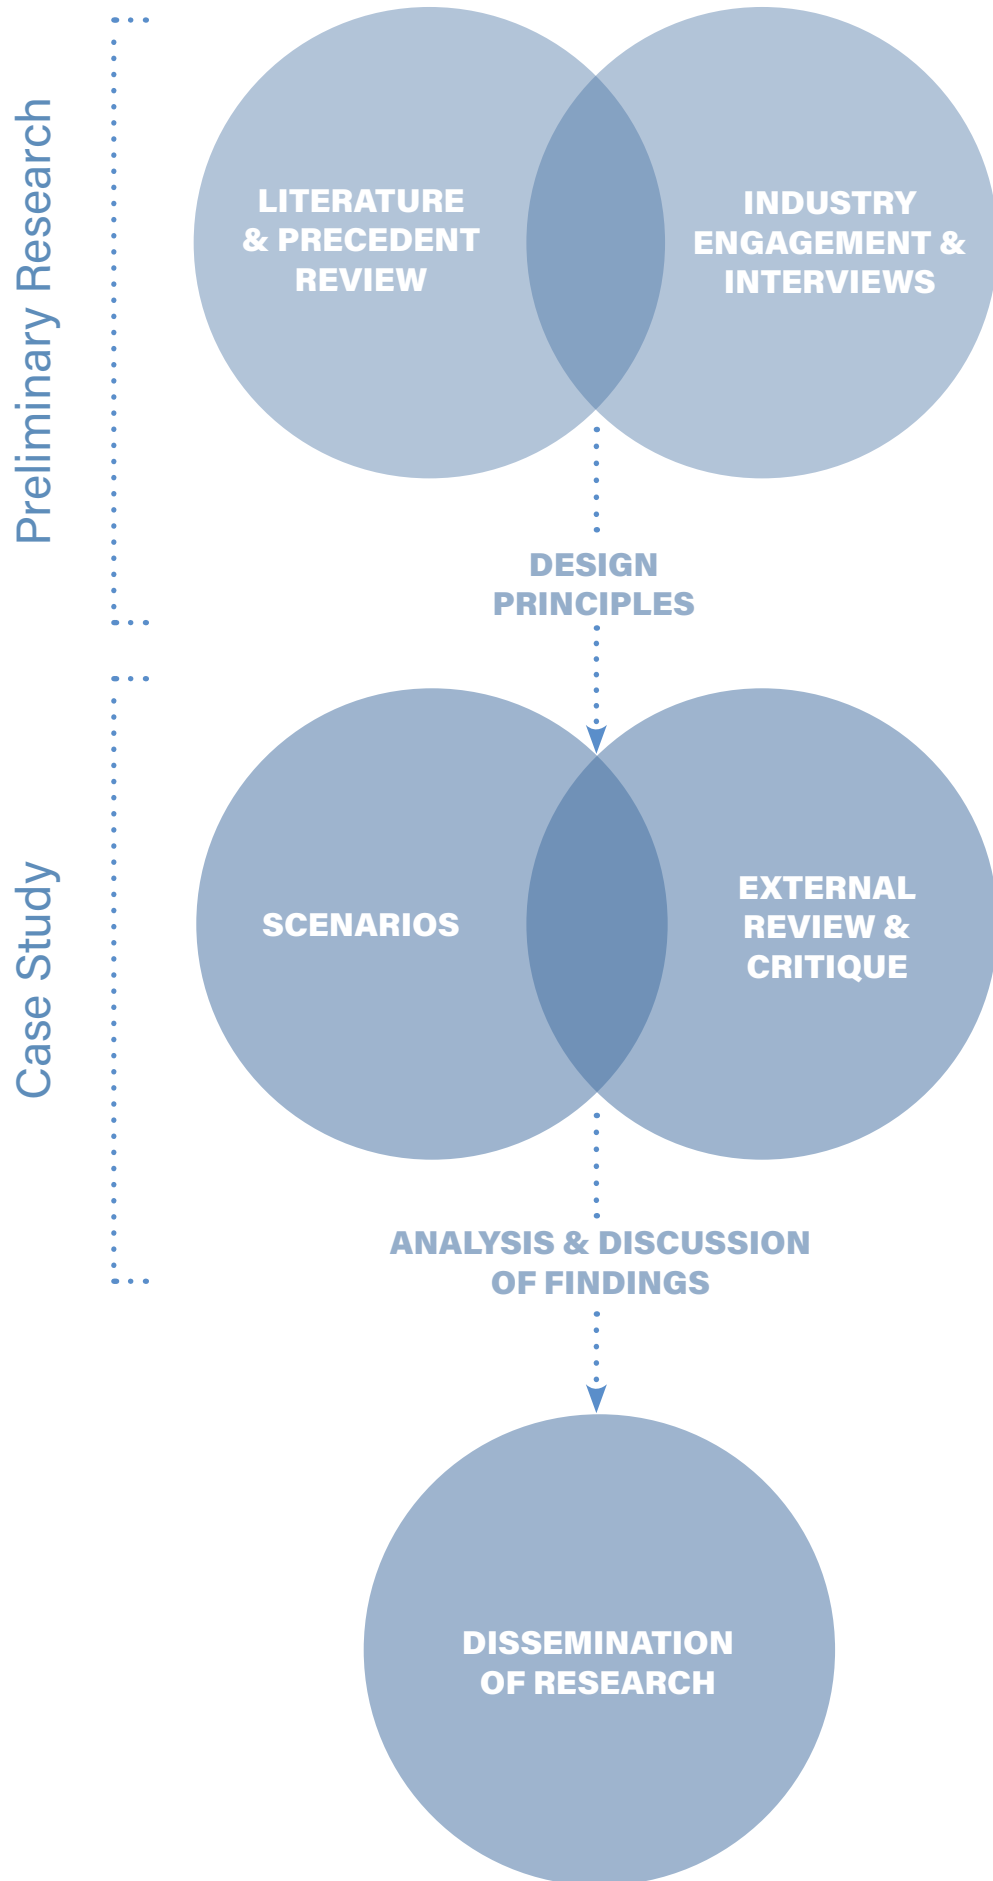 Preliminary Research
LITERATURE
& PRECEDENT
REVIEW
INDUSTRY
ENGAGEMENT &
INTERVIEWS
DESIGN
PRINCIPLES
Case Study
SCENARIOS
EXTERNAL
REVIEW &
CRITIQUE
ANALYSIS & DISCUSSION
OF FINDINGS
DISSEMINATION
OF RESEARCH